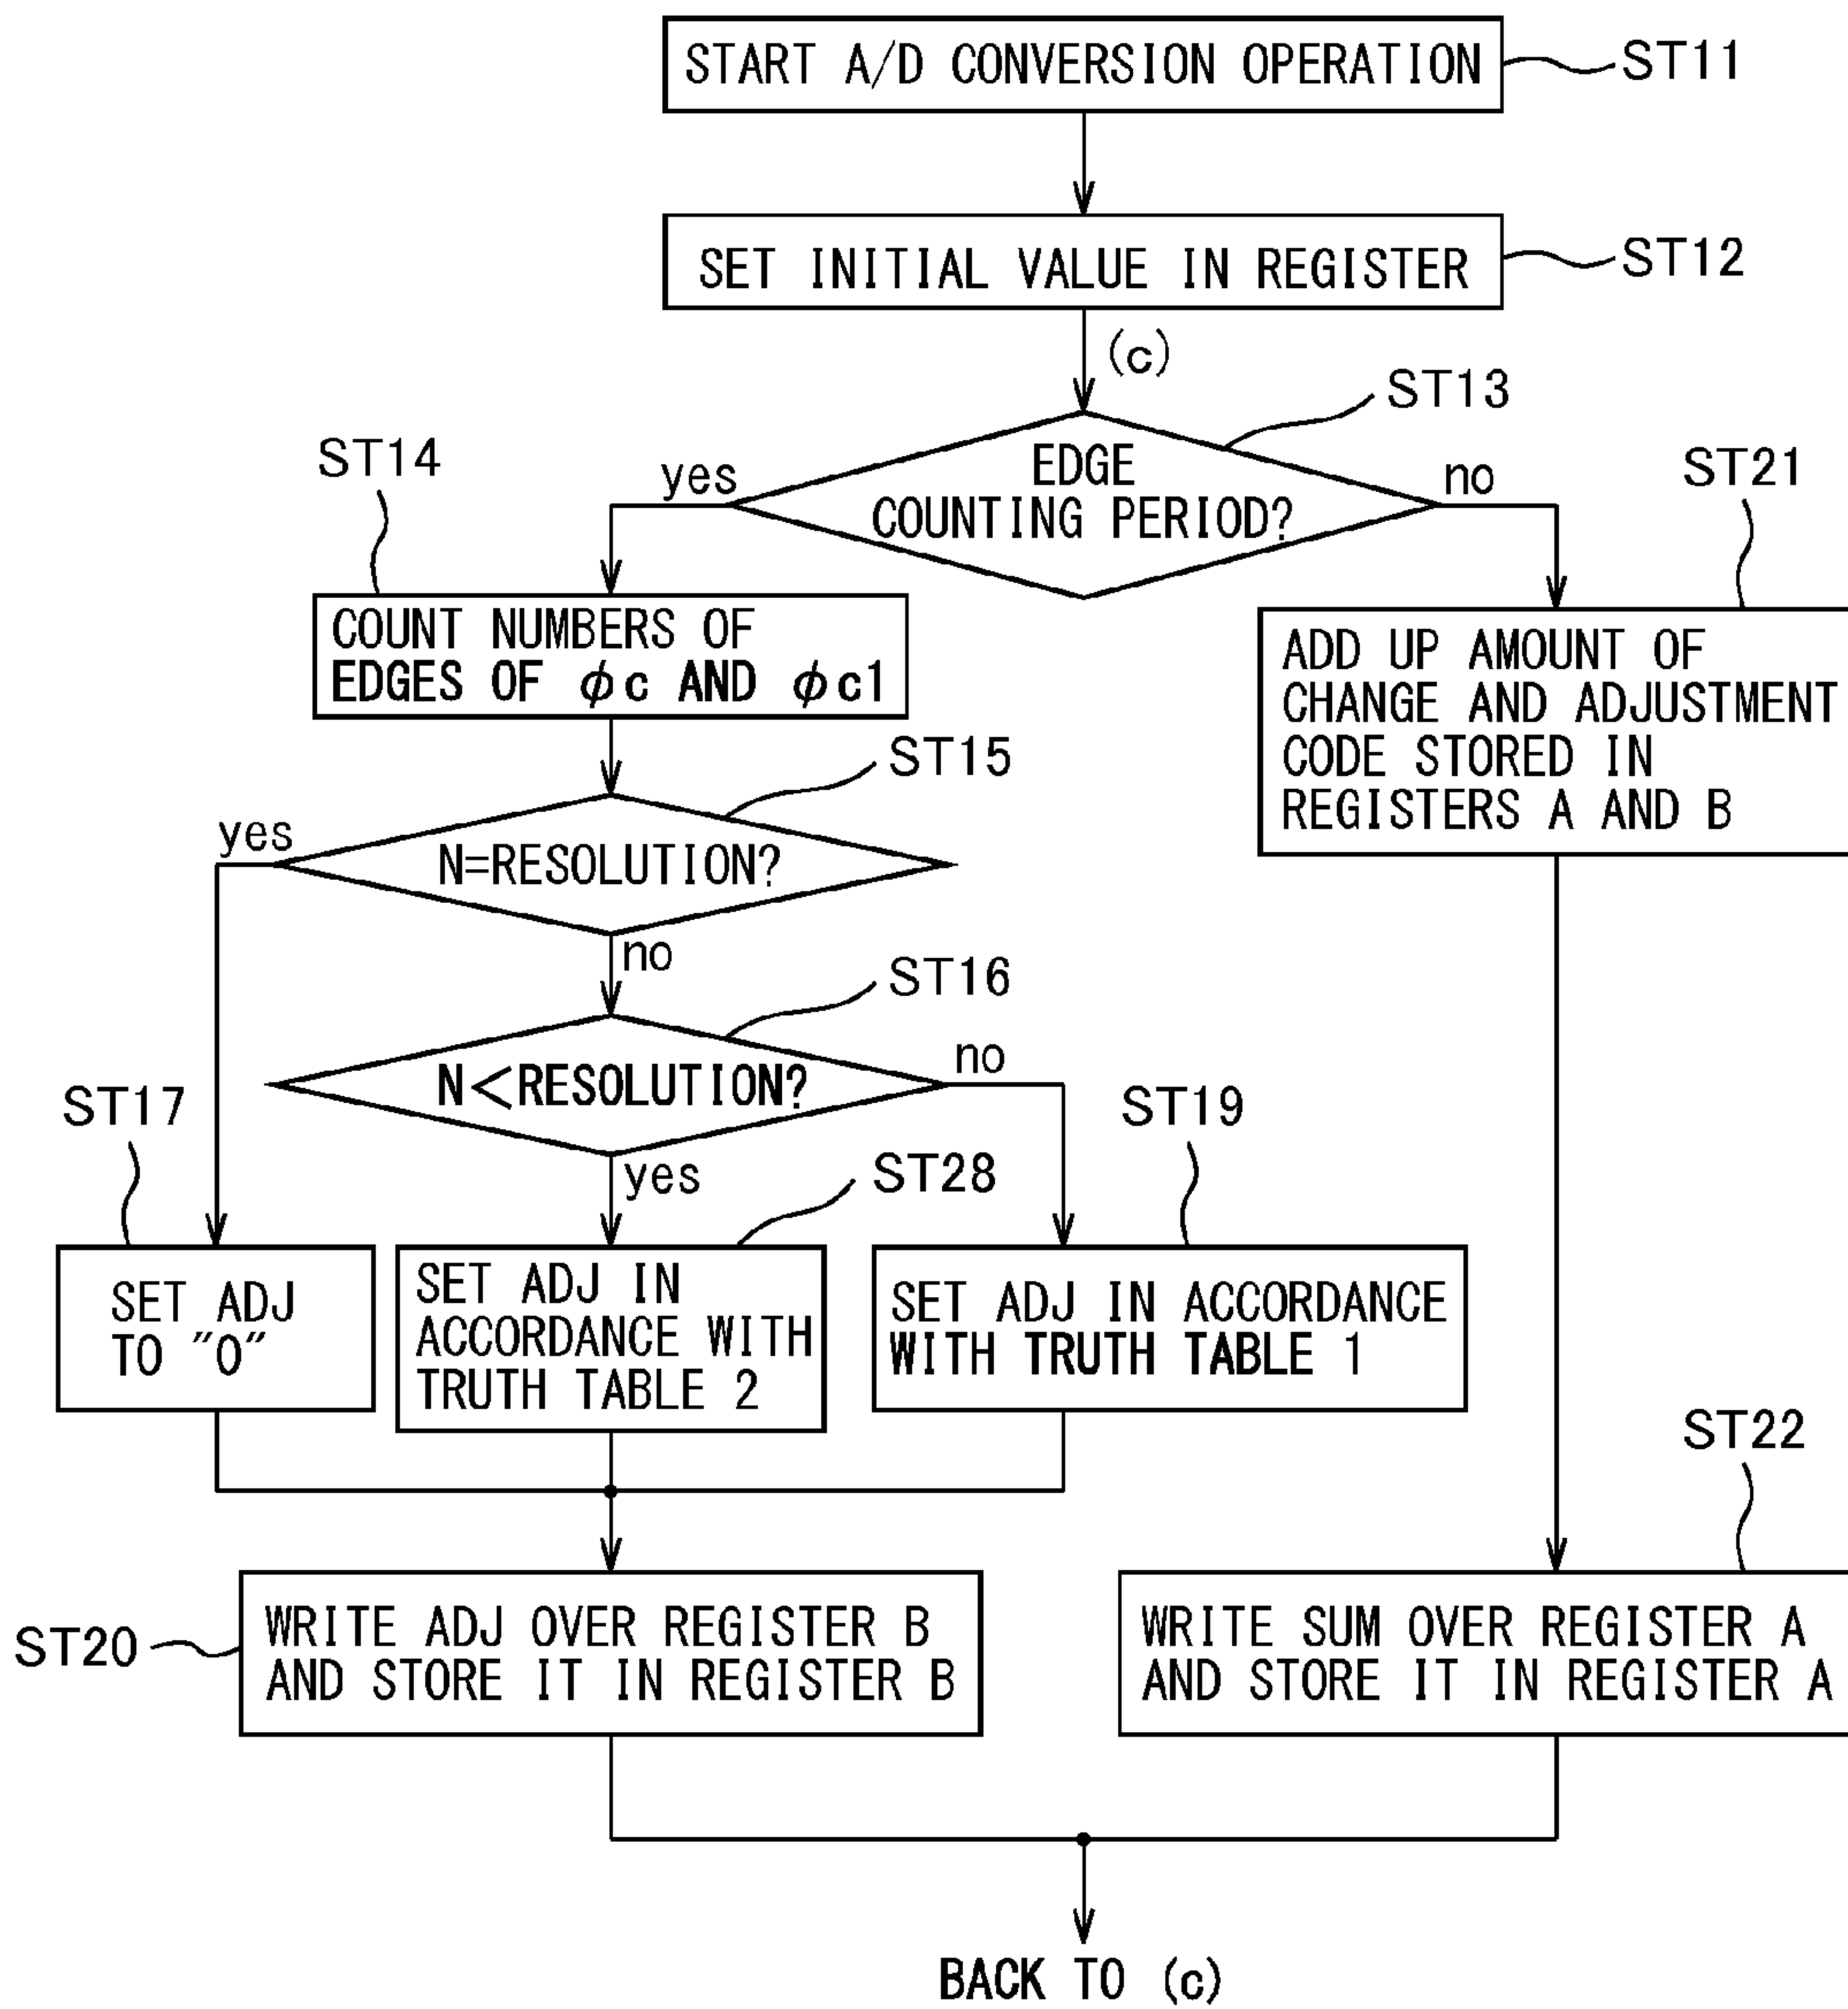 START A/D CONVERSION OPERATION
ST11
SET INITIAL VALUE IN REGISTER
ST12
(c)
ST13
EDGE
COUNTING PERIOD?
yes
no
ST14
ST21
COUNT NUMBERS OF
EDGES OF φc AND φc1
ADD UP AMOUNT OF
CHANGE AND ADJUSTMENT
CODE STORED IN
REGISTERS A AND B
ST15
yes
N=RESOLUTION?
no
ST16
N<RESOLUTION?
no
yes
ST17
ST28
ST19
SET ADJ
TO "0"
SET ADJ IN
ACCORDANCE WITH
TRUTH TABLE 2
SET ADJ IN ACCORDANCE
WITH TRUTH TABLE 1
ST22
ST20
WRITE ADJ OVER REGISTER B
AND STORE IT IN REGISTER B
WRITE SUM OVER REGISTER A
AND STORE IT IN REGISTER A
BACK TO (c)